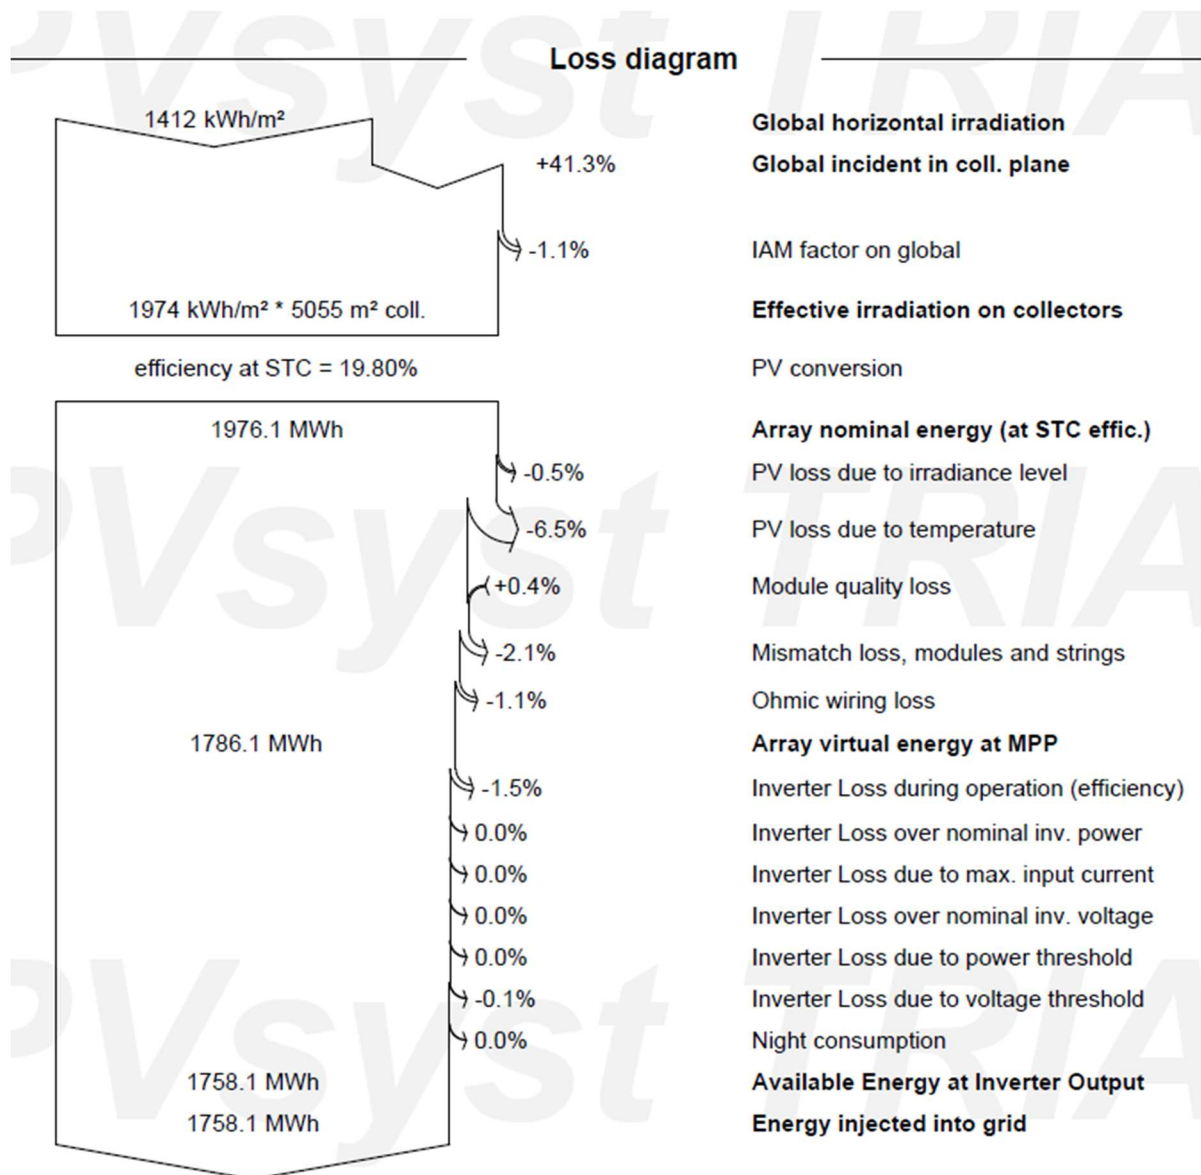 Loss diagram
1412 kWh/m² Global horizontal irradiation
+41.3% Global incident in coll. plane
-1.1% IAM factor on global
1974 kWh/m² * 5055 m² coll. Effective irradiation on collectors
efficiency at STC = 19.80% PV conversion
1976.1 MWh Array nominal energy (at STC effic.)
-0.5% PV loss due to irradiance level
-6.5% PV loss due to temperature
+0.4% Module quality loss
-2.1% Mismatch loss, modules and strings
-1.1% Ohmic wiring loss
1786.1 MWh Array virtual energy at MPP
-1.5% Inverter Loss during operation (efficiency)
0.0% Inverter Loss over nominal inv. power
0.0% Inverter Loss due to max. input current
0.0% Inverter Loss over nominal inv. voltage
0.0% Inverter Loss due to power threshold
-0.1% Inverter Loss due to voltage threshold
0.0% Night consumption
1758.1 MWh Available Energy at Inverter Output
1758.1 MWh Energy injected into grid
PVsyst TRIA
PVsyst TRIA
PVsyst TRIA